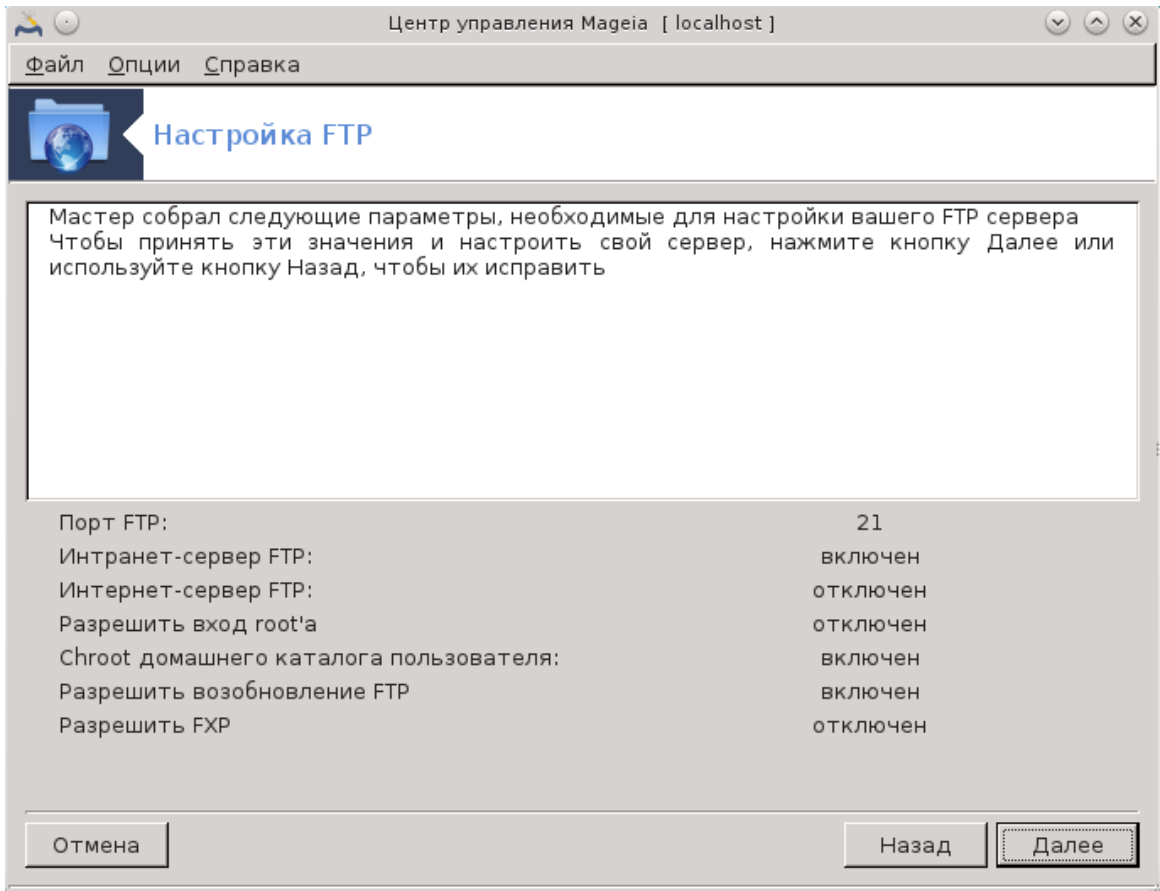 Центр управления Mageia [ localhost ]
Файл Опции Справка
Настройка FTP
Мастер собрал следующие параметры, необходимые для настройки вашего FTP сервера
Чтобы принять эти значения и настроить свой сервер, нажмите кнопку Далее или
используйте кнопку Назад, чтобы их исправить
Порт FTP: 21
Интранет-сервер FTP: включен
Интернет-сервер FTP: отключен
Разрешить вход root'а отключен
Chroot домашнего каталога пользователя: включен
Разрешить возобновление FTP включен
Разрешить FXP отключен
Отмена Назад Далее